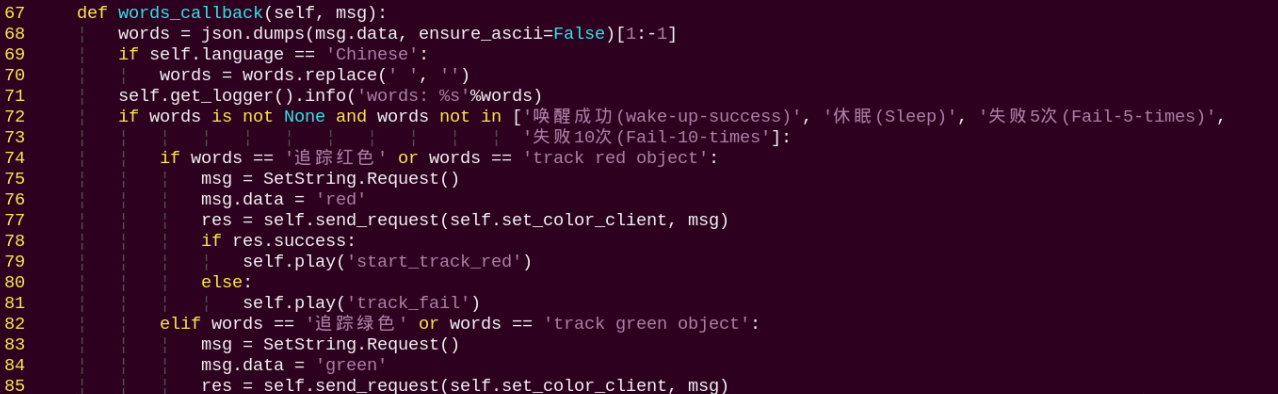 67     def words_callback(self, msg):
68         words = json.dumps(msg.data, ensure_ascii=False)[1:-1]
69         if self.language == 'Chinese':
70             words = words.replace(' ', '')
71         self.get_logger().info('words: %s'%words)
72         if words is not None and words not in ['唤醒成功(wake-up-success)', '休眠(Sleep)', '失败5次(Fail-5-times)',
73                                                '失败10次(Fail-10-times']:
74             if words == '追踪红色' or words == 'track red object':
75                 msg = SetString.Request()
76                 msg.data = 'red'
77                 res = self.send_request(self.set_color_client, msg)
78                 if res.success:
79                     self.play('start_track_red')
80                 else:
81                     self.play('track_fail')
82             elif words == '追踪绿色' or words == 'track green object':
83                 msg = SetString.Request()
84                 msg.data = 'green'
85                 res = self.send_request(self.set_color_client, msg)